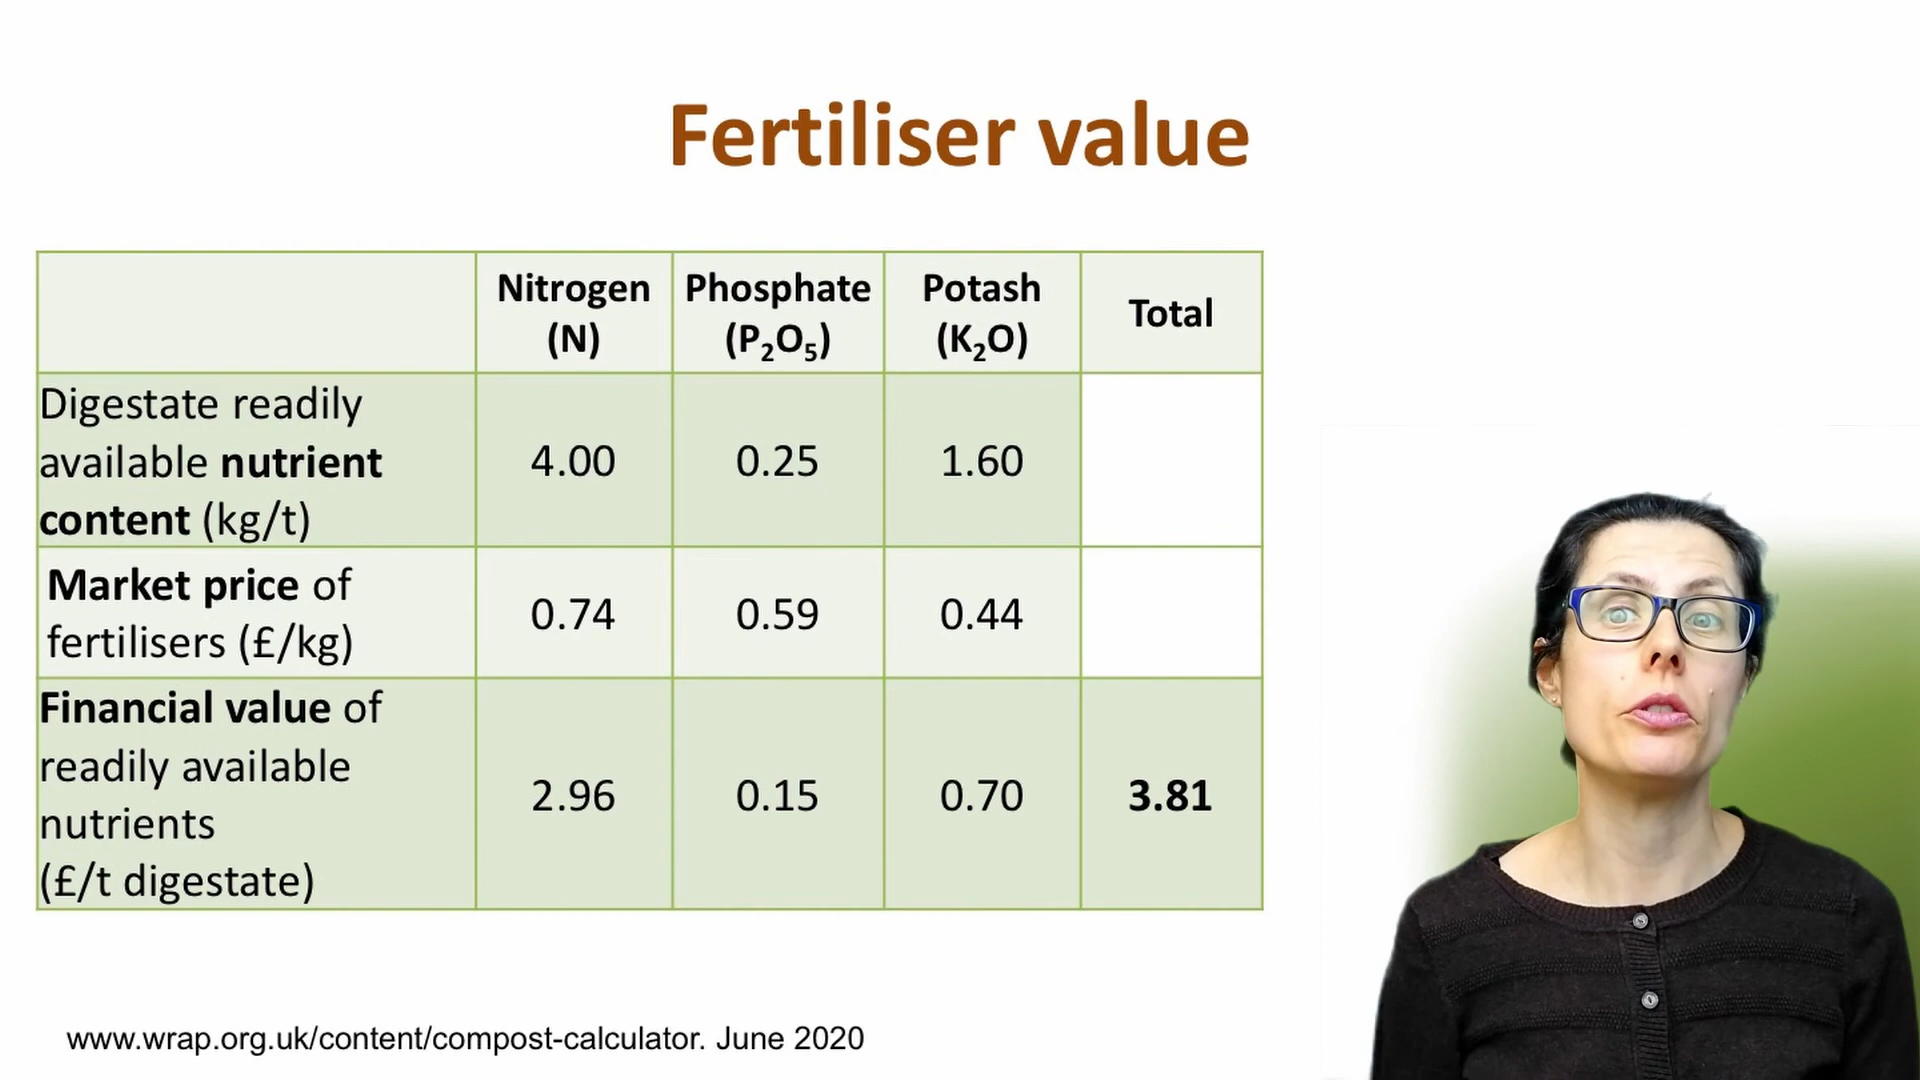 Fertiliser value
Nitrogen
(N)
Phosphate
(P₂O₅)
Potash
(K₂O)
Total
Digestate readily
available nutrient
content (kg/t)
4.00
0.25
1.60
Market price of
fertilisers (£/kg)
0.74
0.59
0.44
Financial value of
readily available
nutrients
(£/t digestate)
2.96
0.15
0.70
3.81
www.wrap.org.uk/content/compost-calculator. June 2020